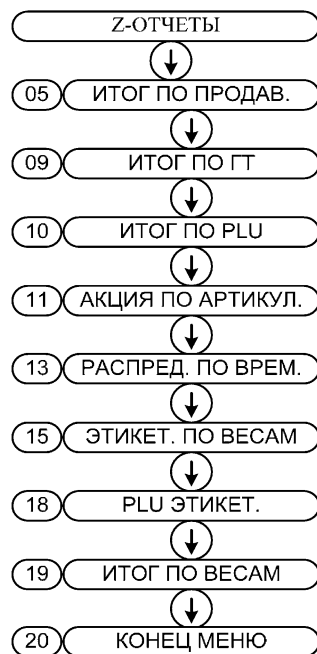 Z-ОТЧЕТЫ
05 ИТОГ ПО ПРОДАВ.
09 ИТОГ ПО ГТ
10 ИТОГ ПО PLU
11 АКЦИЯ ПО АРТИКУЛ.
13 РАСПРЕД. ПО ВРЕМ.
15 ЭТИКЕТ. ПО ВЕСАМ
18 PLU ЭТИКЕТ.
19 ИТОГ ПО ВЕСАМ
20 КОНЕЦ МЕНЮ